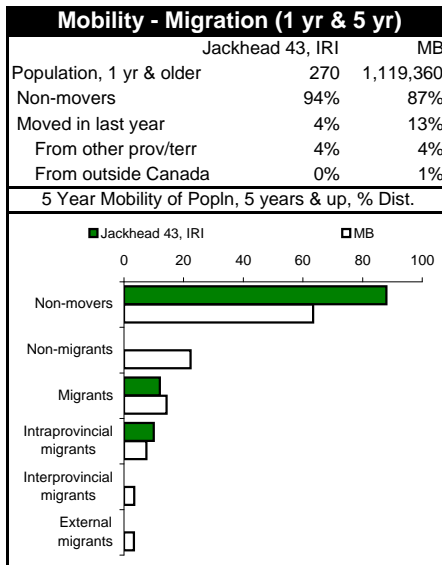 Mobility - Migration (1 yr & 5 yr)
Jackhead 43, IRI MB
Population, 1 yr & older 270 1,119,360
Non-movers 94% 87%
Moved in last year 4% 13%
From other prov/terr 4% 4%
From outside Canada 0% 1%
5 Year Mobility of Popln, 5 years & up, % Dist.
Jackhead 43, IRI MB
0 20 40 60 80 100
Non-movers
Non-migrants
Migrants
Intraprovincial
migrants
Interprovincial
migrants
External
migrants